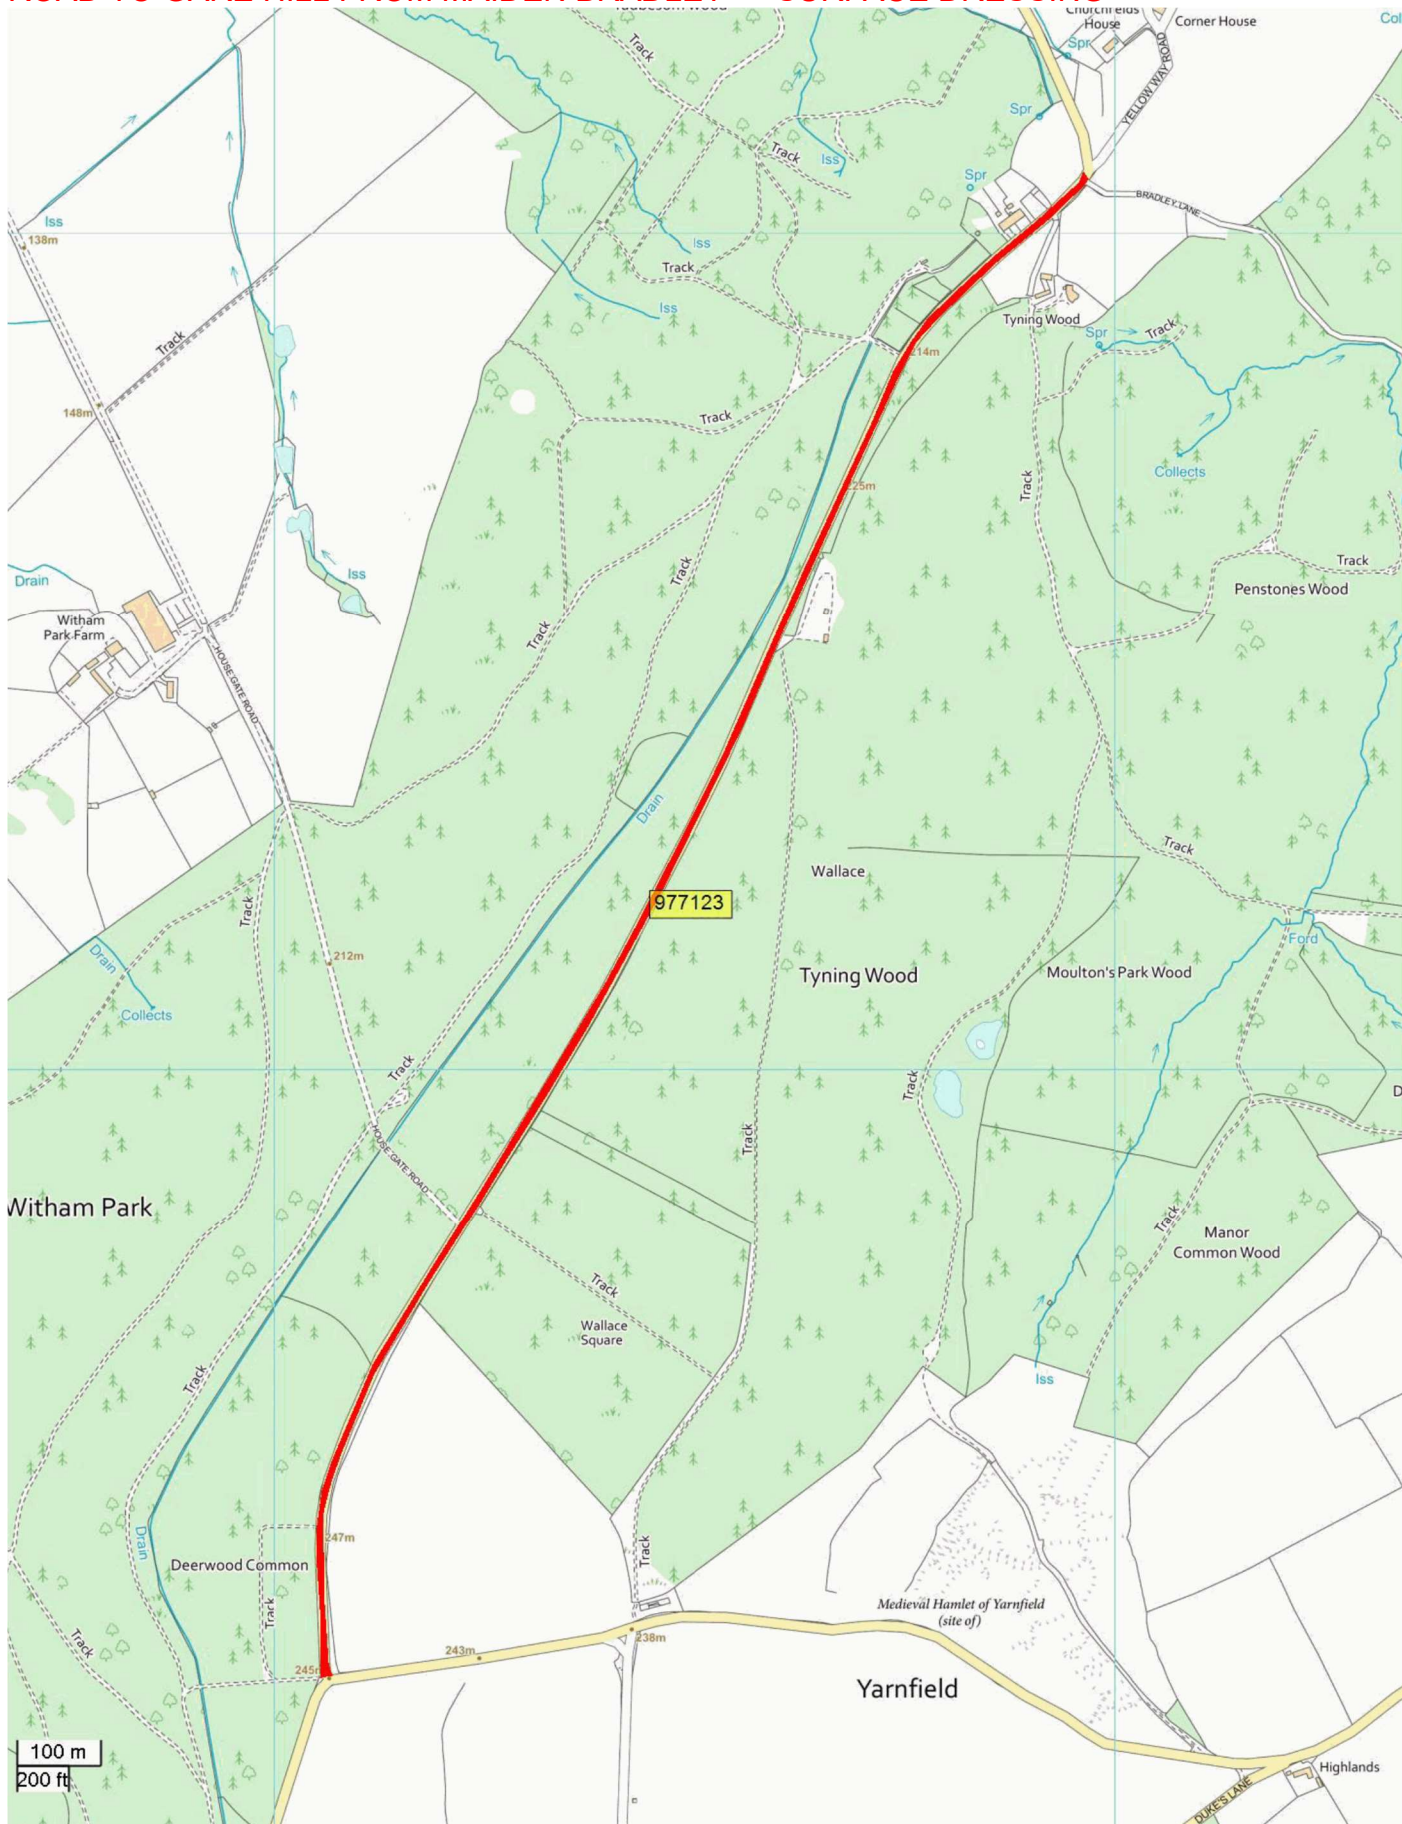 Corner House
House
Spr
YELLOW WAY ROAD
Track
Spr
Iss
Track
Spr
BRADLEY LANE
Iss
138m
Iss
Track
Iss
Tyning Wood
Spr
Track
Track
214m
148m
Track
Track
Collects
225m
Track
Drain
Iss
Track
Penstones Wood
Witham
Park Farm
Track
HOUSE GATE ROAD
Drain
Track
Wallace
977123
Track
Drain
212m
Ford
Tyning Wood
Moulton's Park Wood
Collects
Track
Track
Track
HOUSE GATE ROAD
Witham Park
Track
Manor
Common Wood
Track
Wallace
Square
Track
Iss
247m
Drain
Deerwood Common
Track
Track
Medieval Hamlet of Yarnfield
(site of)
Track
238m
243m
Yarnfield
100 m
200 ft
Highlands
DUKE'S LANE